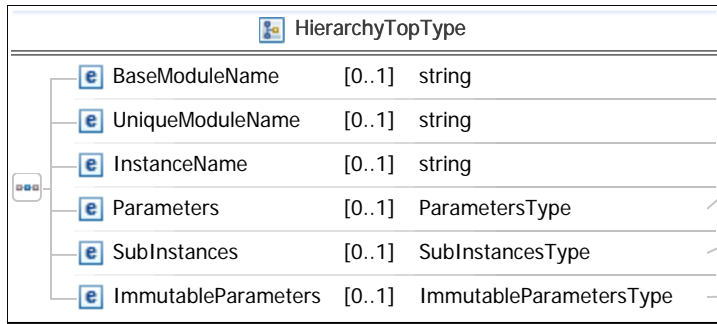 HierarchyTopType
e BaseModuleName [0..1] string
e UniqueModuleName [0..1] string
e InstanceName [0..1] string
e Parameters [0..1] ParametersType
e SubInstances [0..1] SubInstancesType
e ImmutableParameters [0..1] ImmutableParametersType